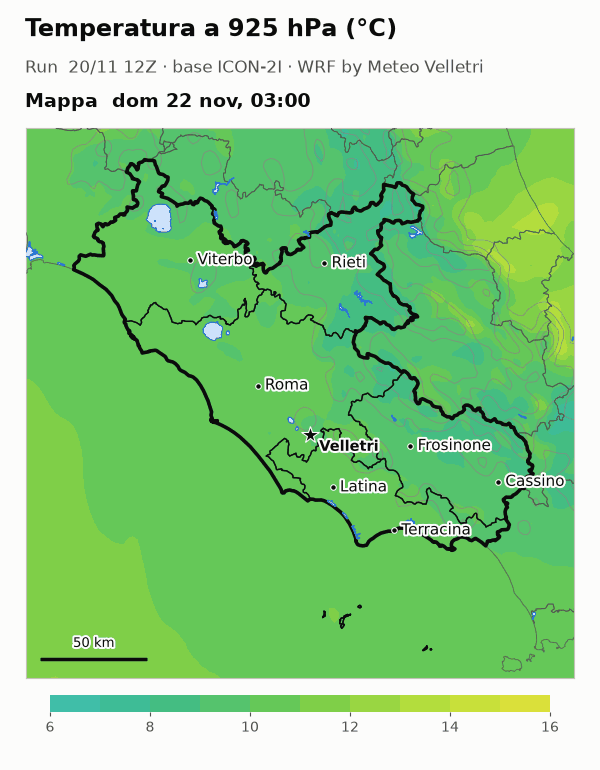 Temperatura a 925 hPa (°C)
Run  20/11 12Z · base ICON-2I · WRF by Meteo Velletri
Mappa  dom 22 nov, 03:00
Viterbo
Rieti
Roma
Velletri
Frosinone
Cassino
Latina
Terracina
50 km
6 8 10 12 14 16